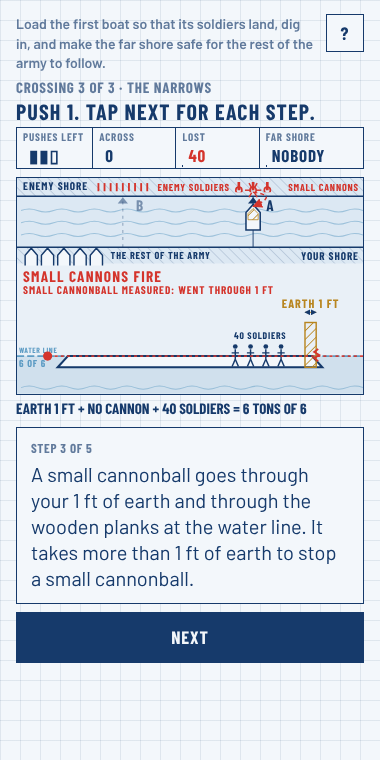 Load the first boat so that its soldiers land, dig
in, and make the far shore safe for the rest of the
army to follow.
?
CROSSING 3 OF 3 · THE NARROWS
PUSH 1. TAP NEXT FOR EACH STEP.
PUSHES LEFT
ACROSS
0
LOST
40
FAR SHORE
NOBODY
ENEMY SHORE
ENEMY SOLDIERS
SMALL CANNONS
B
A
THE REST OF THE ARMY
YOUR SHORE
SMALL CANNONS FIRE
SMALL CANNONBALL MEASURED: WENT THROUGH 1 FT
EARTH 1 FT
40 SOLDIERS
WATER LINE
6 OF 6
EARTH 1 FT + NO CANNON + 40 SOLDIERS = 6 TONS OF 6
STEP 3 OF 5
A small cannonball goes through
your 1 ft of earth and through the
wooden planks at the water line. It
takes more than 1 ft of earth to stop
a small cannonball.
NEXT